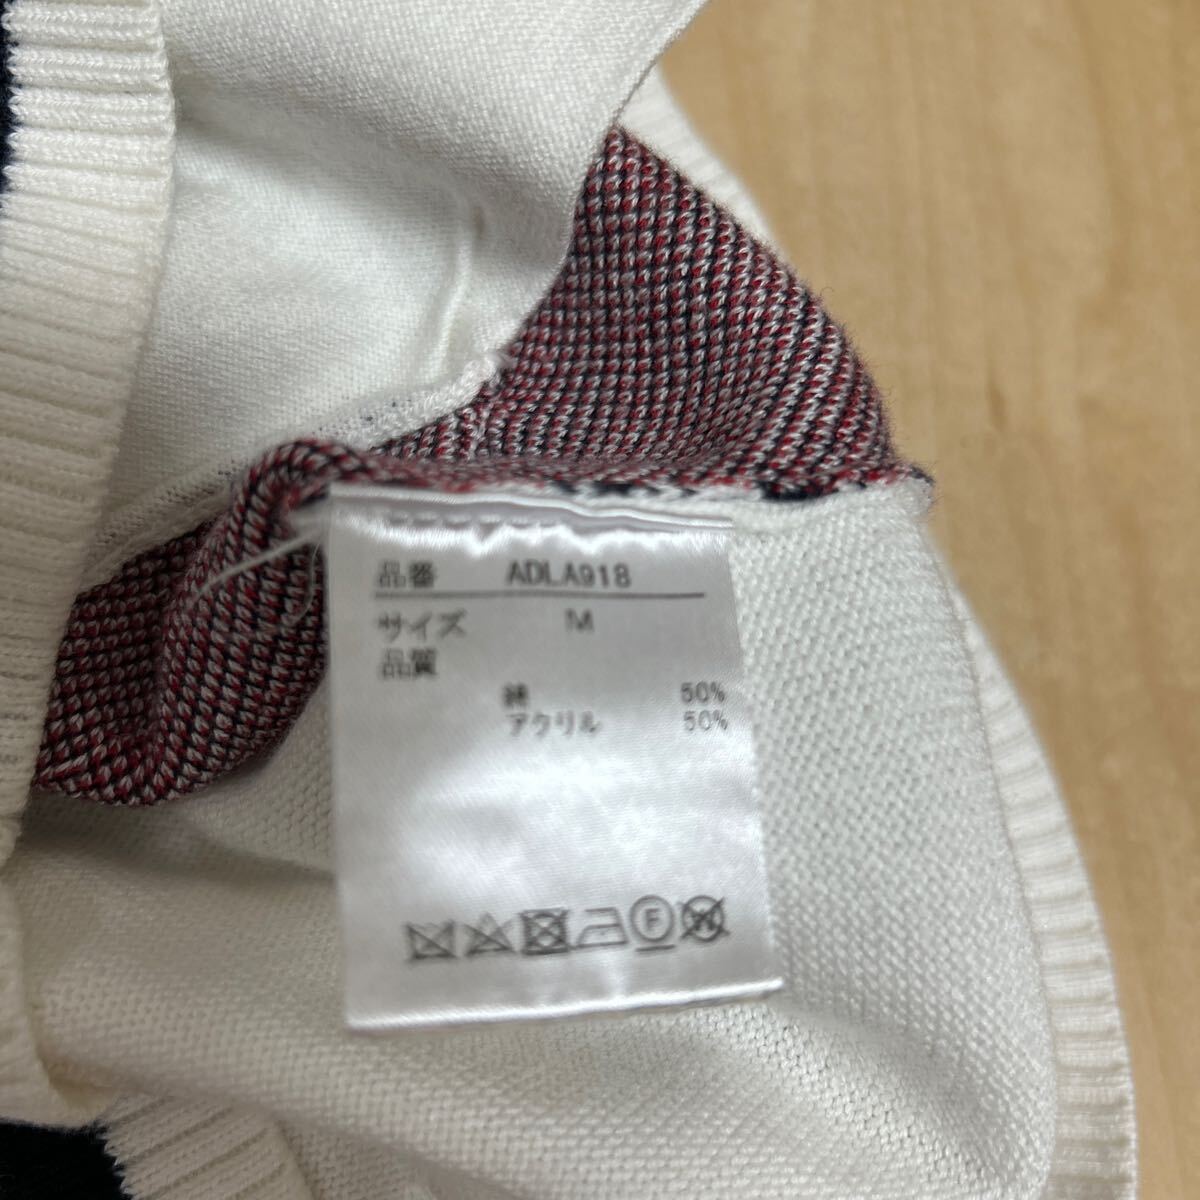 品番 ADLA918
サイズ M
品質
綿 50%
アクリル 50%
F